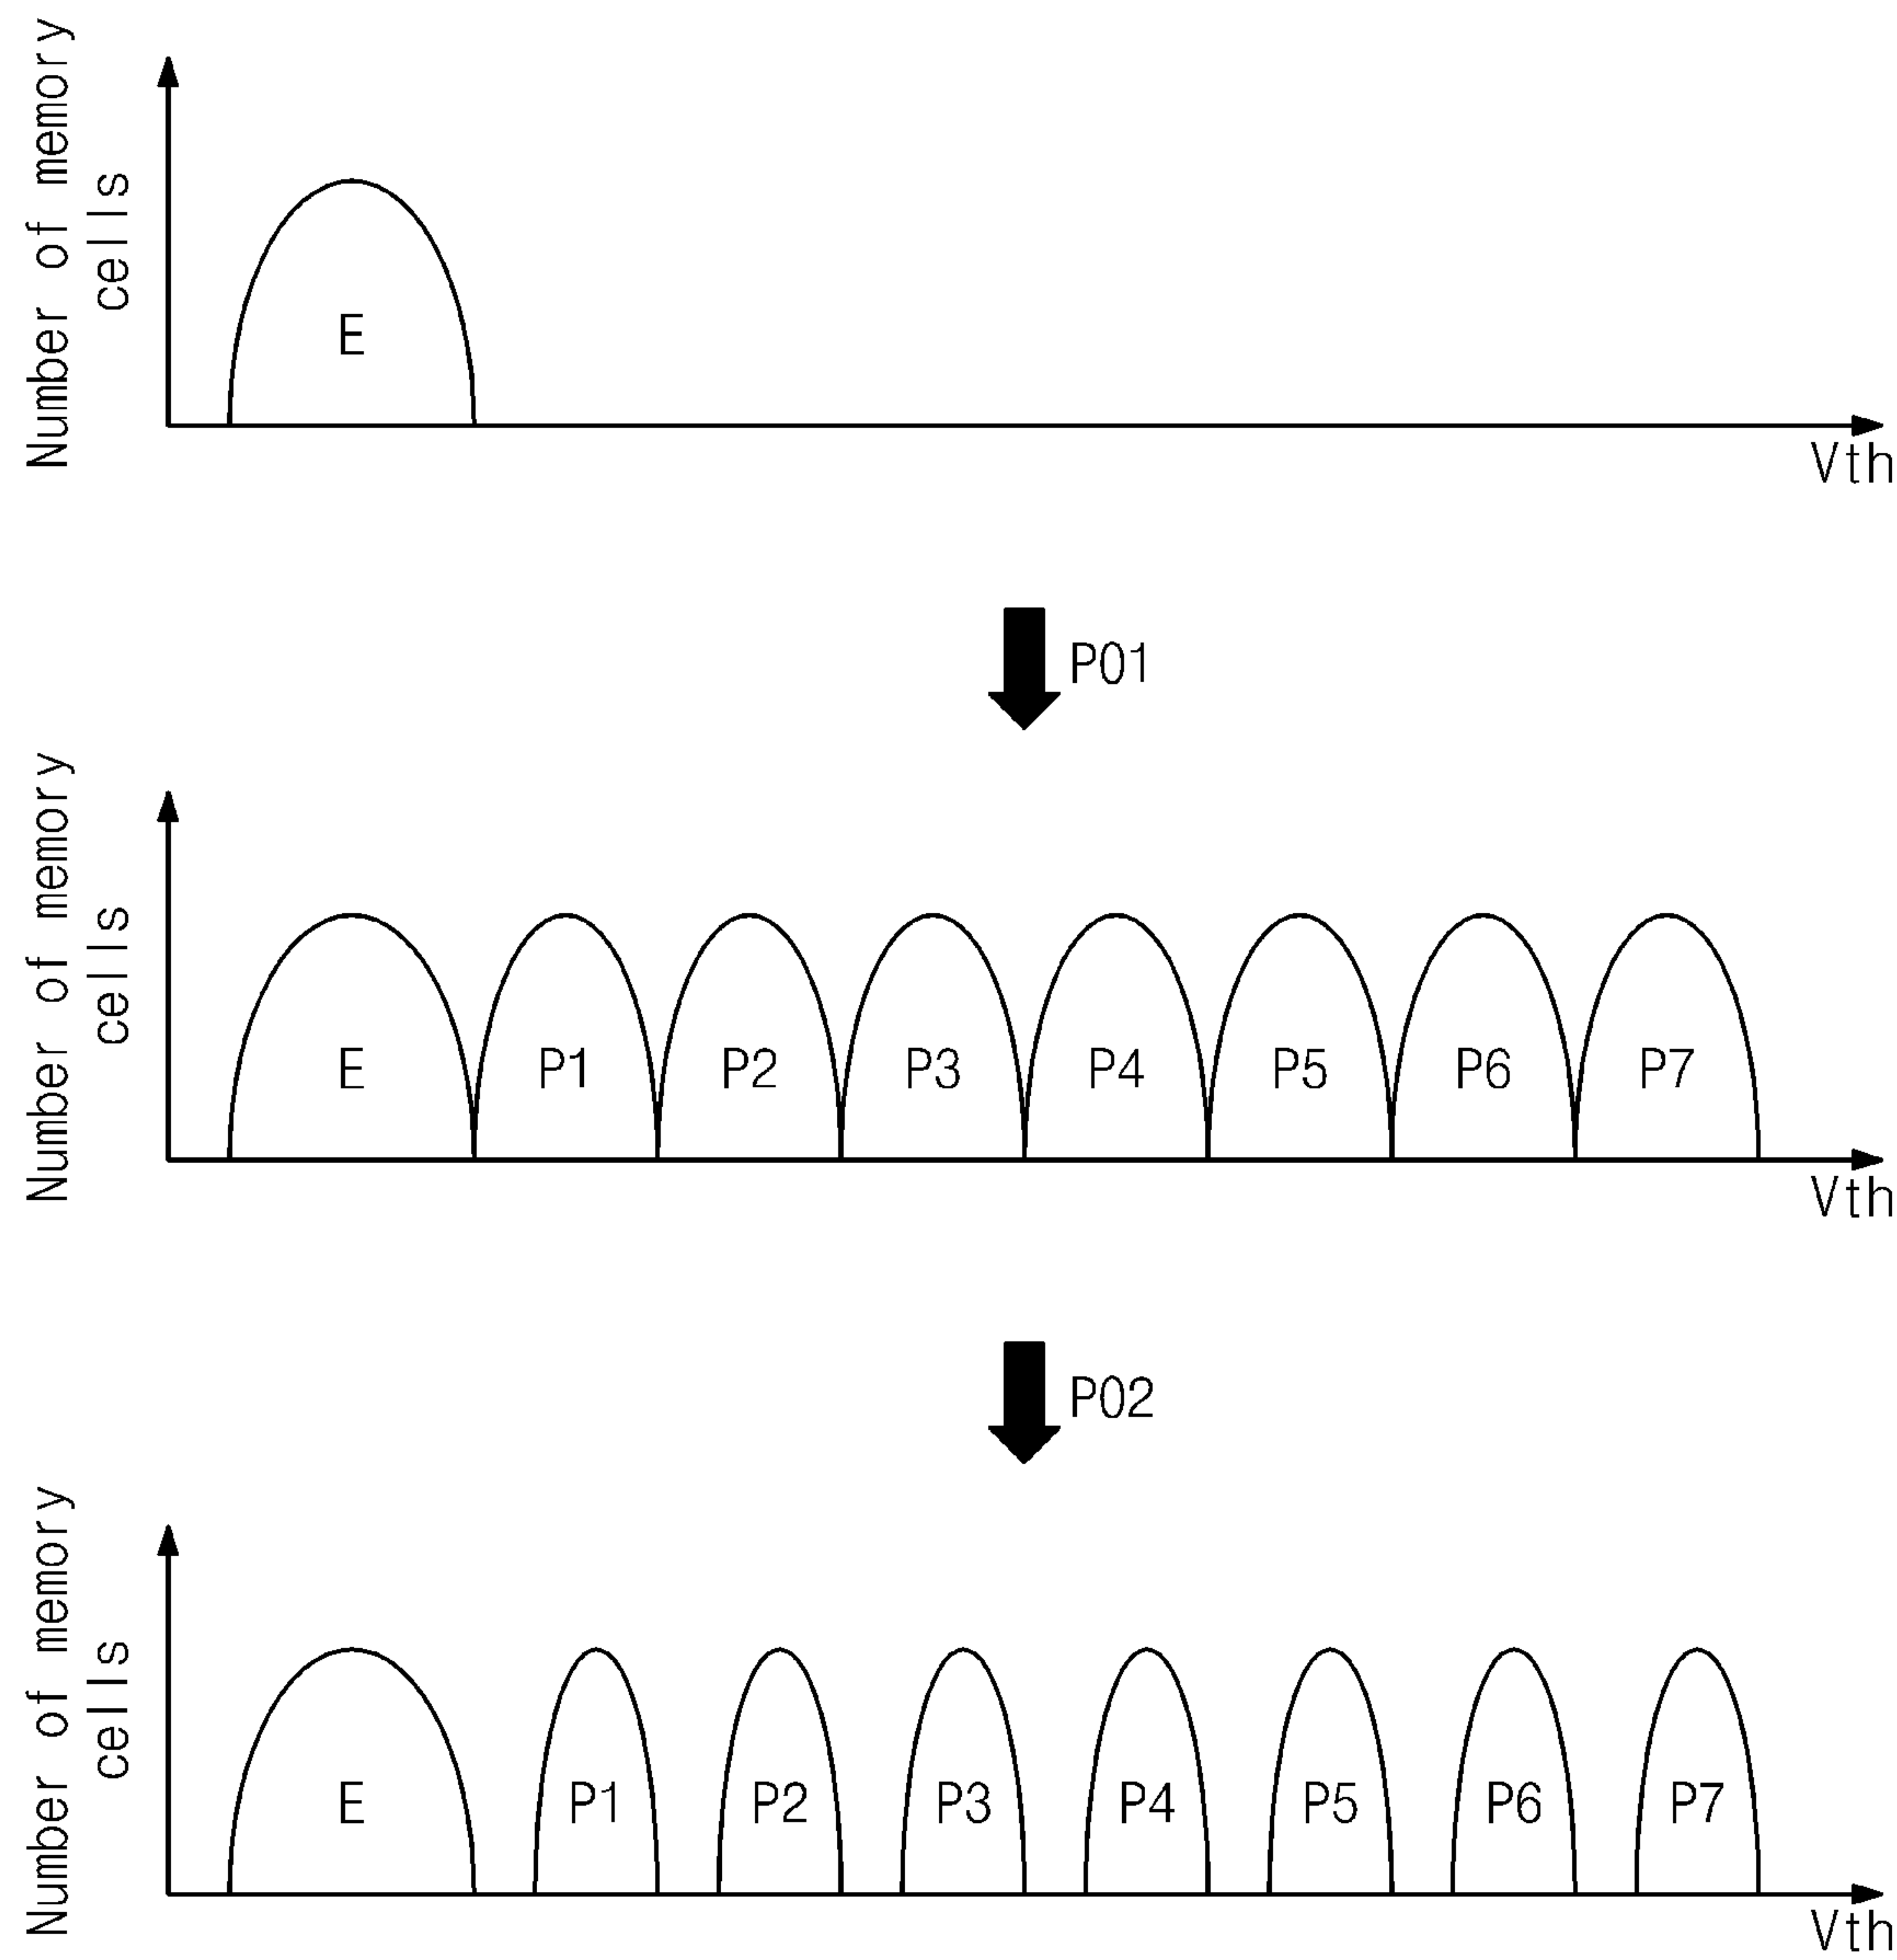 Number of memory
cells
E
Vth
P01
Number of memory
cells
E P1 P2 P3 P4 P5 P6 P7
Vth
P02
Number of memory
cells
E P1 P2 P3 P4 P5 P6 P7
Vth